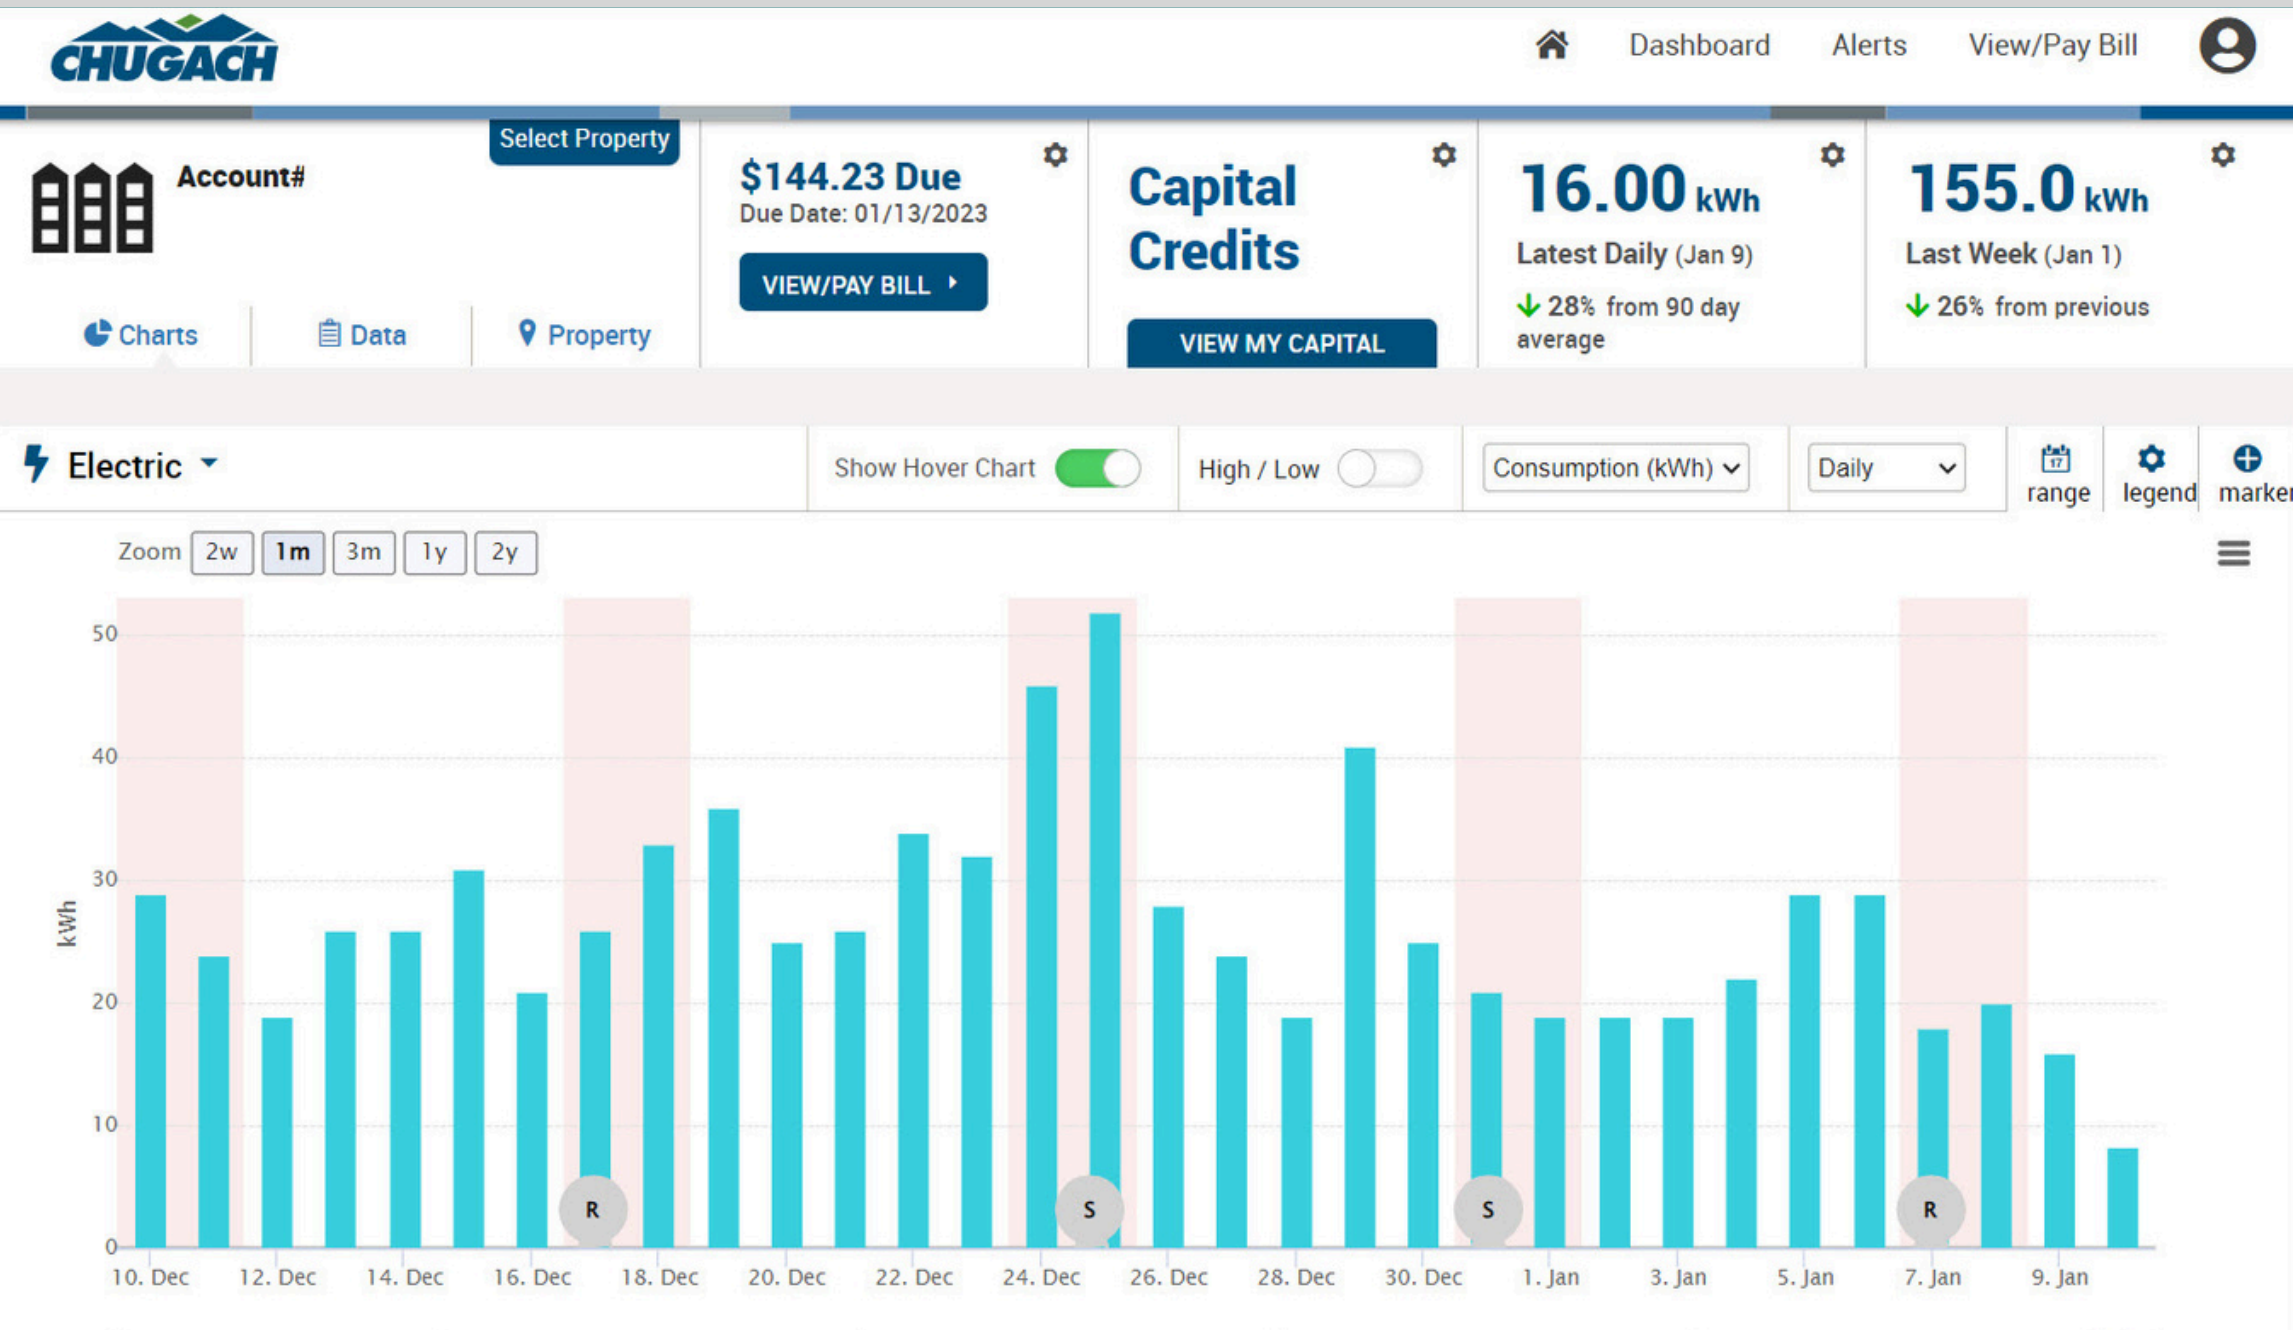 CHUGACH
Dashboard Alerts View/Pay Bill
Select Property
Account#
Charts Data Property
$144.23 Due
Due Date: 01/13/2023
VIEW/PAY BILL
Capital
Credits
VIEW MY CAPITAL
16.00 kWh
Latest Daily (Jan 9)
28% from 90 day
average
155.0 kWh
Last Week (Jan 1)
26% from previous
Electric
Show Hover Chart
High / Low
Consumption (kWh)
Daily
17
range
legend
marker
Zoom 2w 1m 3m 1y 2y
50
40
30
kWh
20
10
R S S R
0
10. Dec 12. Dec 14. Dec 16. Dec 18. Dec 20. Dec 22. Dec 24. Dec 26. Dec 28. Dec 30. Dec 1. Jan 3. Jan 5. Jan 7. Jan 9. Jan